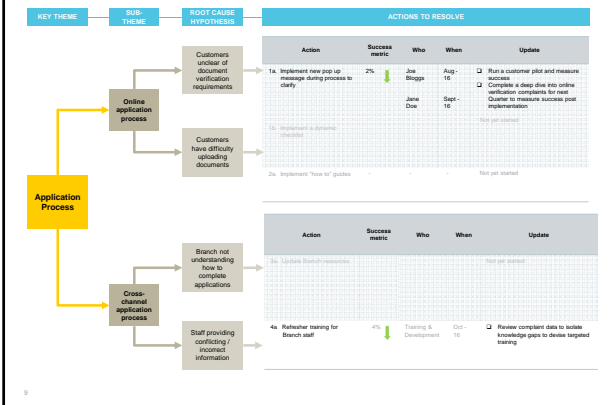 KEY THEME
SUB-
THEME
ROOT CAUSE
HYPOTHESIS
ACTIONS TO RESOLVE
Application
Process
Online
application
process
Cross-
channel
application
process
Customers
unclear of
document
verification
requirements
Customers
have difficulty
uploading
documents
Branch not
understanding
how to
complete
applications
Staff providing
conflicting /
incorrect
information
Action Success
metric Who When Update
1a. Implement new pop up
message during process to
clarify
2%
Joe
Bloggs
Aug -
16
Jane
Doe
Sept -
16
Run a customer pilot and measure
success
Complete a deep dive into online
verification complaints for next
Quarter to measure success post
implementation
1b. Implement a dynamic
checklist
Not yet started
2a. Implement "how to" guides - - - Not yet started
Action Success
metric Who When Update
3a. Update Branch resources Not yet started
4a Refresher training for
Branch staff
4%
Training &
Development
Oct -
16
Review complaint data to isolate
knowledge gaps to devise targeted
training
9